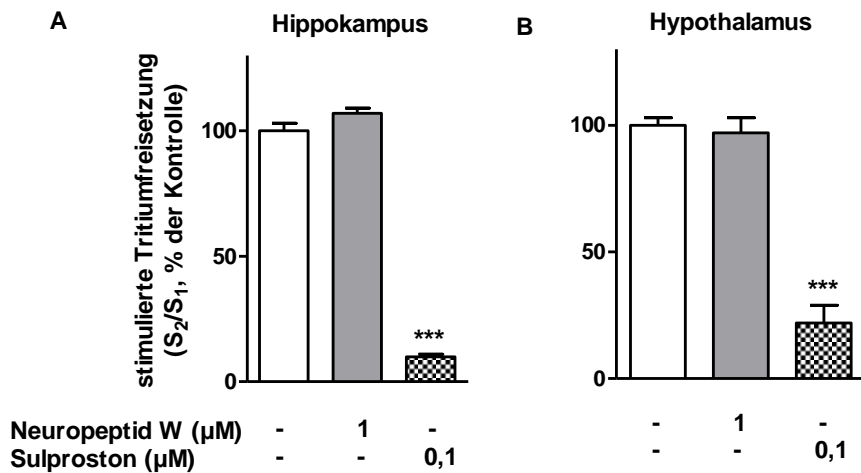 A
Hippokampus
B
Hypothalamus
stimulierte Tritiumfreisetzung
(S2/S1, % der Kontrolle)
100
50
0
***
100
50
0
***
Neuropeptid W (µM) - 1 - - 1 -
Sulproston (µM) - - 0,1 - - 0,1